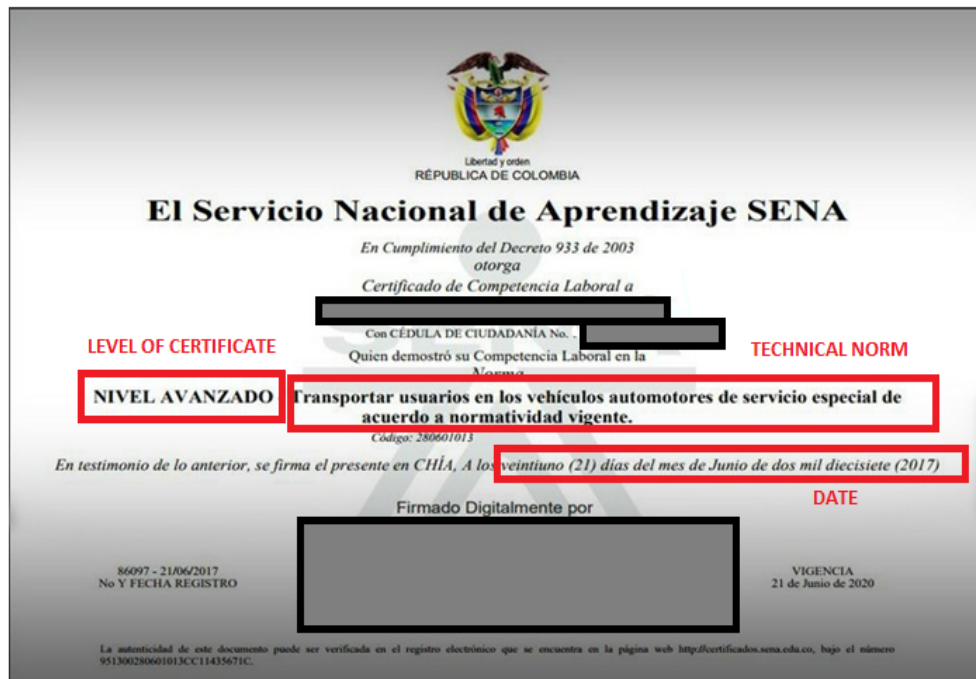 Libertad y orden
RÉPUBLICA DE COLOMBIA
El Servicio Nacional de Aprendizaje SENA
En Cumplimiento del Decreto 933 de 2003
otorga
Certificado de Competencia Laboral a
Con CÉDULA DE CIUDADANÍA No. .
LEVEL OF CERTIFICATE
Quien demostró su Competencia Laboral en la
TECHNICAL NORM
Norma
NIVEL AVANZADO Transportar usuarios en los vehículos automotores de servicio especial de
acuerdo a normatividad vigente.
Código: 280601013
En testimonio de lo anterior, se firma el presente en CHÍA, A los veintiuno (21) días del mes de Junio de dos mil diecisiete (2017)
DATE
Firmado Digitalmente por
86097 - 21/06/2017
No Y FECHA REGISTRO
VIGENCIA
21 de Junio de 2020
La autenticidad de este documento puede ser verificada en el registro electrónico que se encuentra en la página web http://certificados.sena.edu.co, bajo el número
951300280601013CC11435671C.